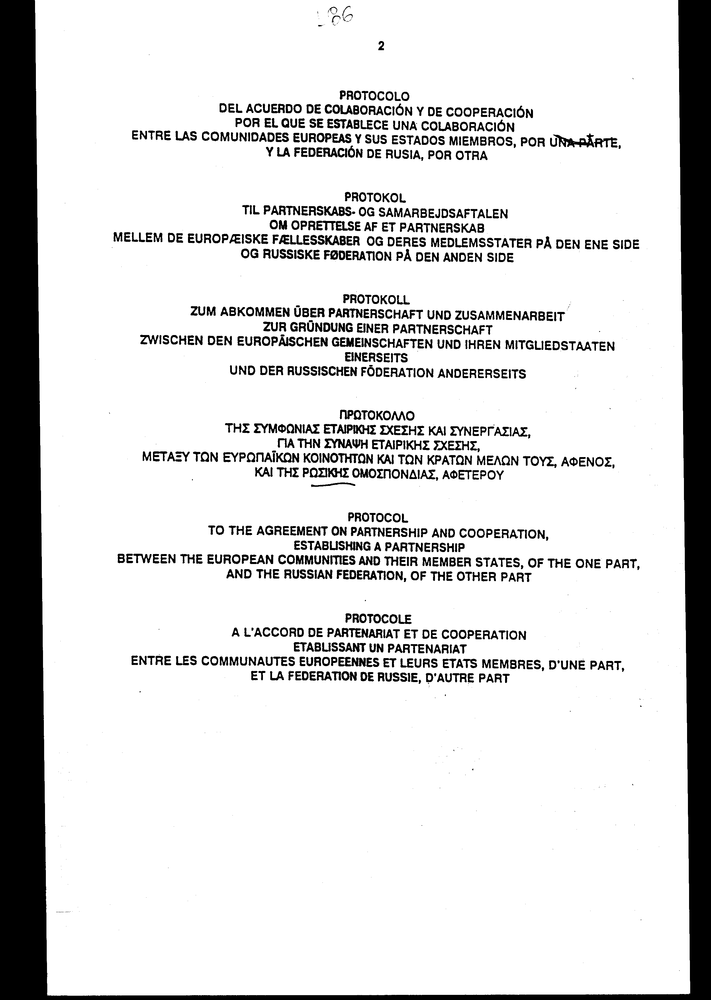 86
2
PROTOCOLO
DEL ACUERDO DE COLABORACIÓN Y DE COOPERACIÓN
POR EL QUE SE ESTABLECE UNA COLABORACIÓN
ENTRE LAS COMUNIDADES EUROPEAS Y SUS ESTADOS MIEMBROS, POR UNA PARTE,
Y LA FEDERACIÓN DE RUSIA, POR OTRA
PROTOKOL
TIL PARTNERSKABS- OG SAMARBEJDSAFTALEN
OM OPRETTELSE AF ET PARTNERSKAB
MELLEM DE EUROPÆISKE FÆLLESSKABER OG DERES MEDLEMSSTATER PÅ DEN ENE SIDE
OG RUSSISKE FØDERATION PÅ DEN ANDEN SIDE
PROTOKOLL
ZUM ABKOMMEN ÜBER PARTNERSCHAFT UND ZUSAMMENARBEIT
ZUR GRÜNDUNG EINER PARTNERSCHAFT
ZWISCHEN DEN EUROPÄISCHEN GEMEINSCHAFTEN UND IHREN MITGLIEDSTAATEN
EINERSEITS
UND DER RUSSISCHEN FÖDERATION ANDERERSEITS
ΠΡΩΤΟΚΟΛΛΟ
ΤΗΣ ΣΥΜΦΩΝΙΑΣ ΕΤΑΙΡΙΚΗΣ ΣΧΕΣΗΣ ΚΑΙ ΣΥΝΕΡΓΑΣΙΑΣ,
ΓΙΑ ΤΗΝ ΣΥΝΑΨΗ ΕΤΑΙΡΙΚΗΣ ΣΧΕΣΗΣ,
ΜΕΤΑΞΥ ΤΩΝ ΕΥΡΩΠΑΪΚΩΝ ΚΟΙΝΟΤΗΤΩΝ ΚΑΙ ΤΩΝ ΚΡΑΤΩΝ ΜΕΛΩΝ ΤΟΥΣ, ΑΦΕΝΟΣ,
ΚΑΙ ΤΗΣ ΡΩΣΙΚΗΣ ΟΜΟΣΠΟΝΔΙΑΣ, ΑΦΕΤΕΡΟΥ
PROTOCOL
TO THE AGREEMENT ON PARTNERSHIP AND COOPERATION,
ESTABLISHING A PARTNERSHIP
BETWEEN THE EUROPEAN COMMUNITIES AND THEIR MEMBER STATES, OF THE ONE PART,
AND THE RUSSIAN FEDERATION, OF THE OTHER PART
PROTOCOLE
A L'ACCORD DE PARTENARIAT ET DE COOPERATION
ETABLISSANT UN PARTENARIAT
ENTRE LES COMMUNAUTES EUROPEENNES ET LEURS ETATS MEMBRES, D'UNE PART,
ET LA FEDERATION DE RUSSIE, D'AUTRE PART